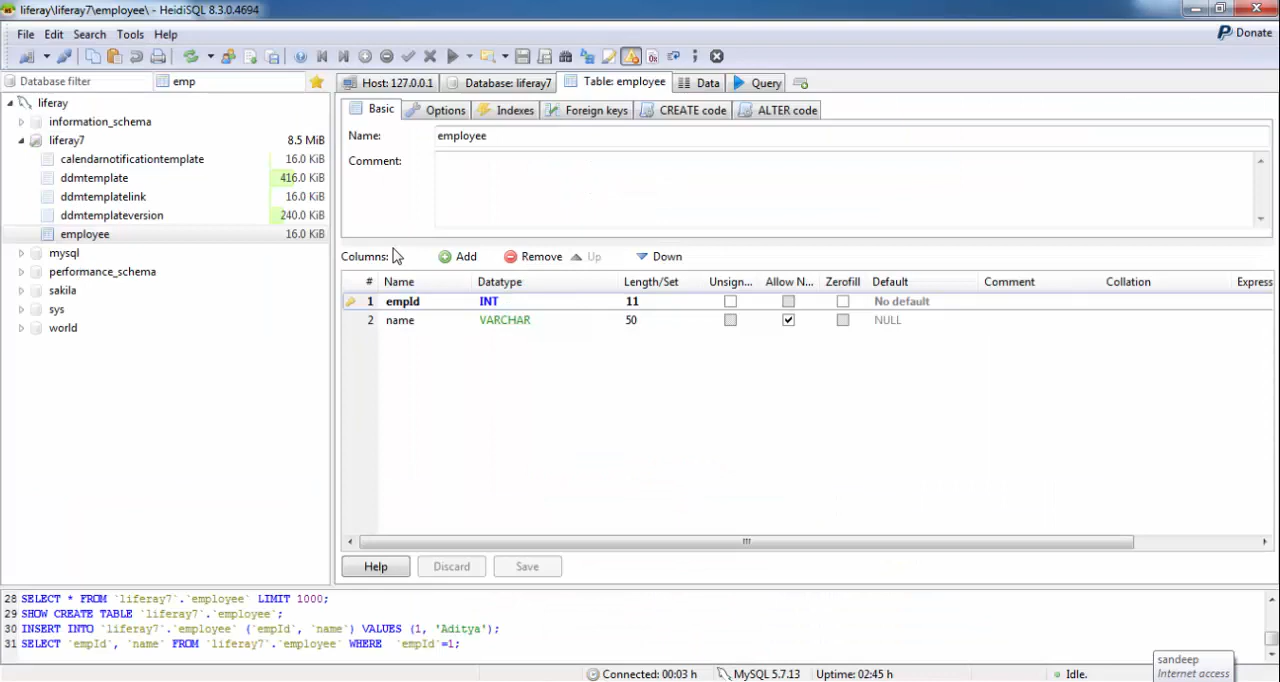 liferay\liferay7\employee\ - HeidiSQL 8.3.0.4694
File Edit Search Tools Help
Donate
Database filter emp Host: 127.0.0.1 Database: liferay7 Table: employee Data Query
liferay
information_schema
liferay7 8.5 MiB
calendarnotificationtemplate 16.0 KiB
ddmtemplate 416.0 KiB
ddmtemplatelink 16.0 KiB
ddmtemplateversion 240.0 KiB
employee 16.0 KiB
mysql
performance_schema
sakila
sys
world
Basic Options Indexes Foreign keys CREATE code ALTER code
Name: employee
Comment:
Columns: Add Remove Up Down
# Name Datatype Length/Set Unsign... Allow N... Zerofill Default Comment Collation Express
1 empId INT 11 No default
2 name VARCHAR 50 NULL
Help Discard Save
28 SELECT * FROM `liferay7`.`employee` LIMIT 1000;
29 SHOW CREATE TABLE `liferay7`.`employee`;
30 INSERT INTO `liferay7`.`employee` (`empId`, `name`) VALUES (1, 'Aditya');
31 SELECT `empId`, `name` FROM `liferay7`.`employee` WHERE `empId`=1;
Connected: 00:03 h MySQL 5.7.13 Uptime: 02:45 h Idle.
sandeep
Internet access